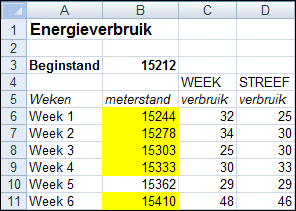 A B C D
1 Energieverbruik
2
3 Beginstand 15212
4 WEEK STREEF
5 Weken meterstand verbruik verbruik
6 Week 1 15244 32 25
7 Week 2 15278 34 30
8 Week 3 15303 25 30
9 Week 4 15333 30 33
10 Week 5 15362 29 29
11 Week 6 15410 48 46